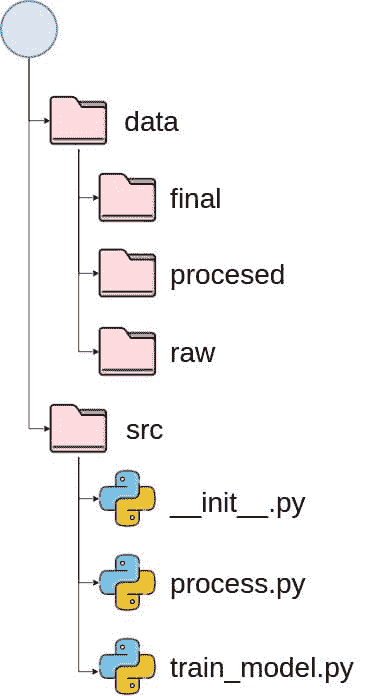 data
final
procesed
raw
src
__init__.py
process.py
train_model.py